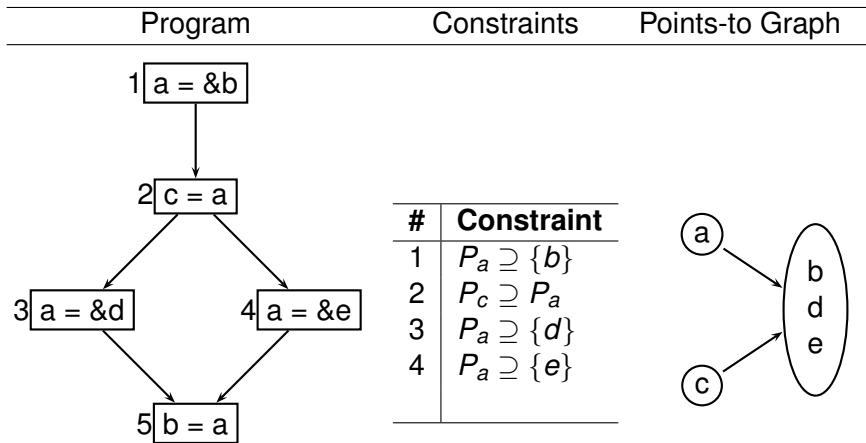 Program Constraints Points-to Graph
1 a = &b
2 c = a
3 a = &d
4 a = &e
5 b = a
# Constraint
1 P_a ⊇ {b}
2 P_c ⊇ P_a
3 P_a ⊇ {d}
4 P_a ⊇ {e}
a
c
b
d
e